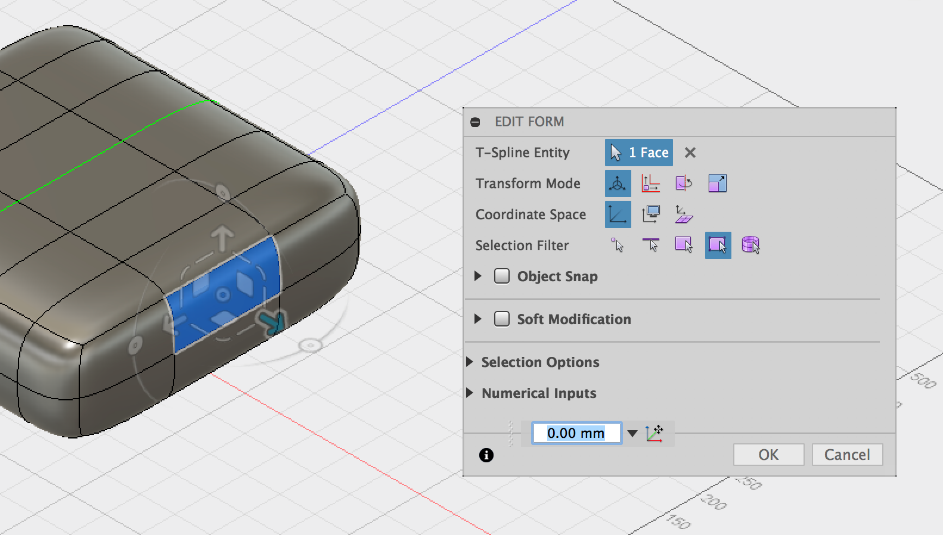 EDIT FORM
T-Spline Entity 1 Face
Transform Mode
Coordinate Space
Selection Filter
Object Snap
Soft Modification
Selection Options
Numerical Inputs
0.00 mm
OK Cancel
500
250
200
150